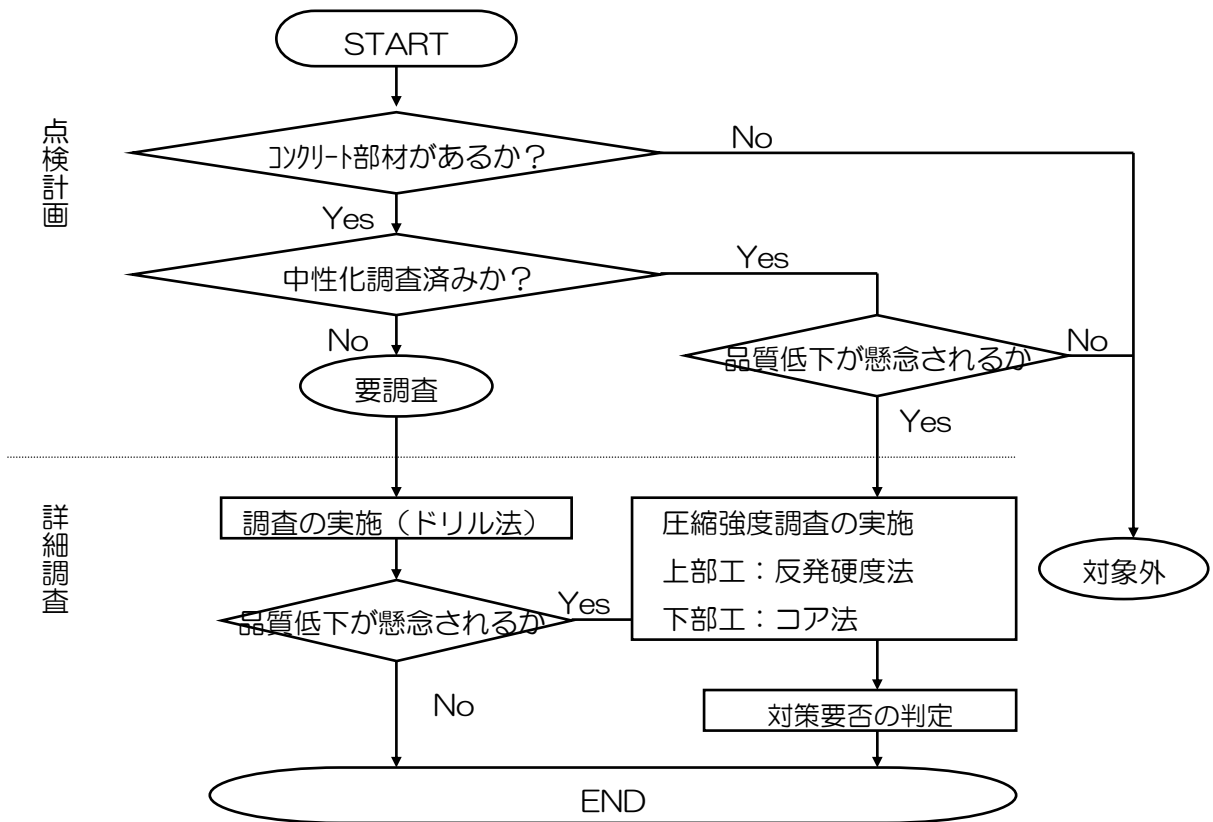 START
点検計画
コンクリート部材があるか？
No
Yes
中性化調査済みか？
Yes
No
品質低下が懸念されるか
No
要調査
Yes
詳細調査
調査の実施（ドリル法）
圧縮強度調査の実施
上部工：反発硬度法
下部工：コア法
対象外
品質低下が懸念されるか
Yes
No
対策要否の判定
END